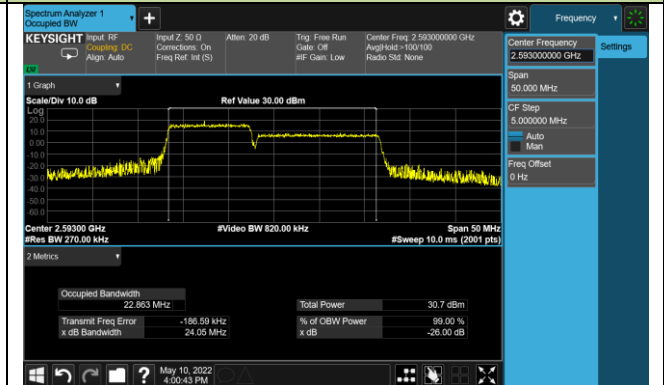 Spectrum Analyzer 1
Occupied BW
+
Frequency
KEYSIGHT
Input: RF
Coupling: DC
Align: Auto
Input Z: 50 Ω
Corrections: On
Freq Ref: Int (S)
Atten: 20 dB
Trig: Free Run
Gate: Off
#IF Gain: Low
Center Freq: 2.593000000 GHz
Avg|Hold:>100/100
Radio Std: None
Center Frequency
2.593000000 GHz
Settings
Span
50.000 MHz
CF Step
5.000000 MHz
Auto
Man
Freq Offset
0 Hz
1 Graph
Scale/Div 10.0 dB
Ref Value 30.00 dBm
Log
20.0
10.0
0.00
-10.0
-20.0
-30.0
-40.0
-50.0
-60.0
Center 2.59300 GHz
#Video BW 820.00 kHz
Span 50 MHz
#Res BW 270.00 kHz
#Sweep 10.0 ms (2001 pts)
2 Metrics
Occupied Bandwidth
22.863 MHz
Total Power
30.7 dBm
Transmit Freq Error
-186.59 kHz
% of OBW Power
99.00 %
x dB Bandwidth
24.05 MHz
x dB
-26.00 dB
?
May 10, 2022
4:00:43 PM